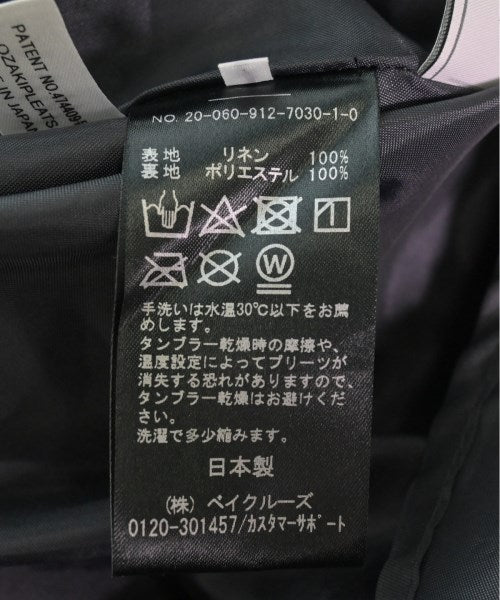 PATENT NO.474409
OZAKIPLEATS
IN JAPAN
NO. 20-060-912-7030-1-0
表地 リネン 100%
裏地 ポリエステル 100%
W
手洗いは水温30℃以下をお薦
めします。
タンブラー乾燥時の摩擦や、
温度設定によってプリーツが
消失する恐れがありますので、
タンブラー乾燥はお避けくだ
さい。
洗濯で多少縮みます。
日本製
(株) ベイクルーズ
0120-301457/カスタマーサポート